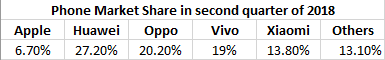 Phone Market Share in second quarter of 2018
Apple Huawei Oppo Vivo Xiaomi Others
6.70% 27.20% 20.20% 19% 13.80% 13.10%